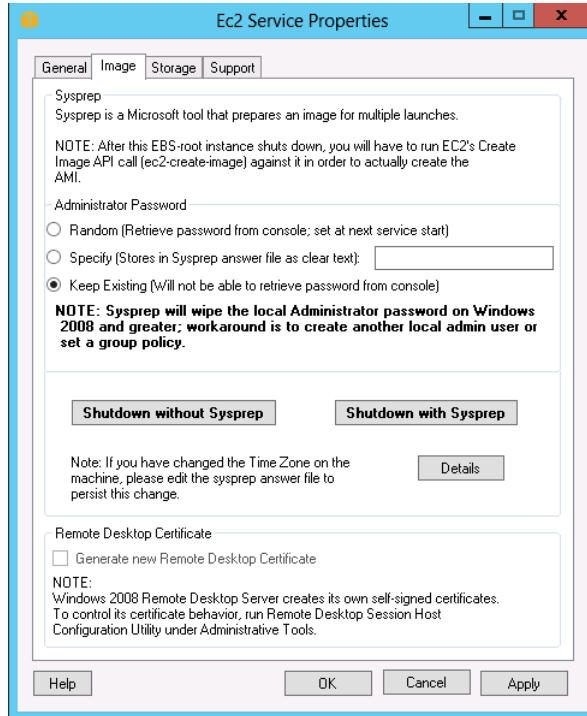 Ec2 Service Properties
General Image Storage Support
Sysprep
Sysprep is a Microsoft tool that prepares an image for multiple launches.
NOTE: After this EBS-root instance shuts down, you will have to run EC2's Create
Image API call (ec2-create-image) against it in order to actually create the
AMI.
Administrator Password
Random (Retrieve password from console; set at next service start)
Specify (Stores in Sysprep answer file as clear text):
Keep Existing (Will not be able to retrieve password from console)
NOTE: Sysprep will wipe the local Administrator password on Windows
2008 and greater; workaround is to create another local admin user or
set a group policy.
Shutdown without Sysprep Shutdown with Sysprep
Note: If you have changed the Time Zone on the
machine, please edit the sysprep answer file to
persist this change.
Details
Remote Desktop Certificate
Generate new Remote Desktop Certificate
NOTE:
Windows 2008 Remote Desktop Server creates its own self-signed certificates.
To control its certificate behavior, run Remote Desktop Session Host
Configuration Utility under Administrative Tools.
Help OK Cancel Apply